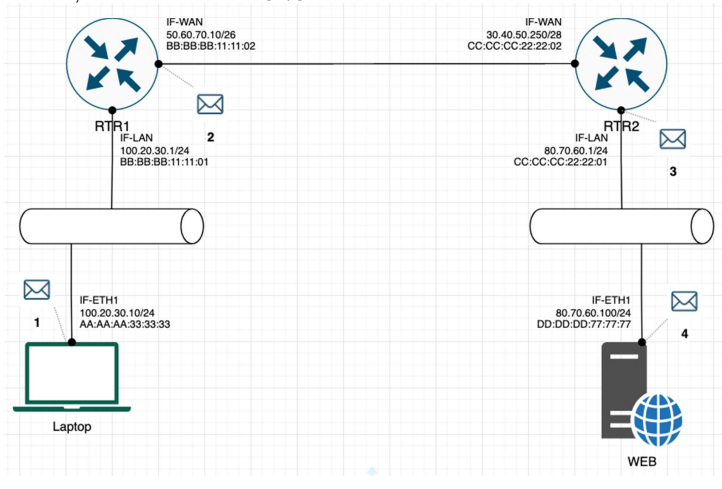 IF-WAN
50.60.70.10/26
BB:BB:BB:11:11:02
IF-WAN
30.40.50.250/28
CC:CC:CC:22:22:02
2
RTR1
IF-LAN
100.20.30.1/24
BB:BB:BB:11:11:01
RTR2
IF-LAN
80.70.60.1/24
CC:CC:CC:22:22:01
3
IF-ETH1
100.20.30.10/24
AA:AA:AA:33:33:33
1
IF-ETH1
80.70.60.100/24
DD:DD:DD:77:77:77
4
Laptop
WEB